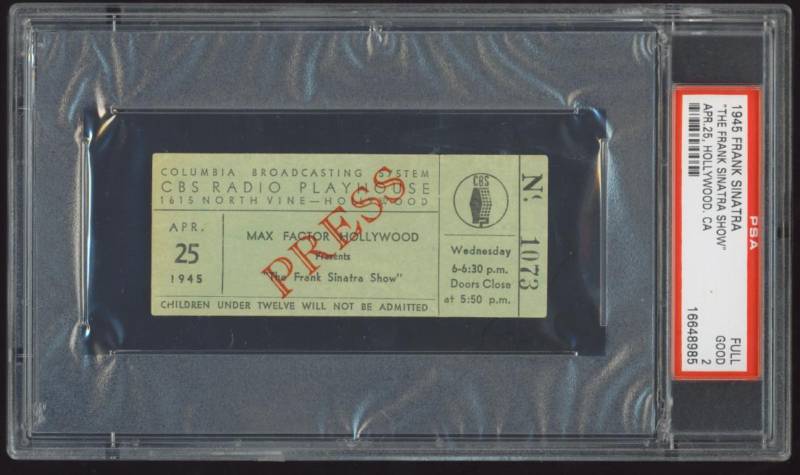 COLUMBIA BROADCASTING SYSTEM
CBS RADIO PLAYHOUSE
1615 NORTH VINE—HOLLYWOOD
APR.
25
1945
MAX FACTOR HOLLYWOOD
Presents
"The Frank Sinatra Show"
CHILDREN UNDER TWELVE WILL NOT BE ADMITTED
PRESS
CBS
Wednesday
6-6:30 p.m.
Doors Close
at 5:50 p.m.
No. 1073
PSA
1945 FRANK SINATRA
"THE FRANK SINATRA SHOW"
APR.25, HOLLYWOOD, CA
FULL
GOOD 2
16648985